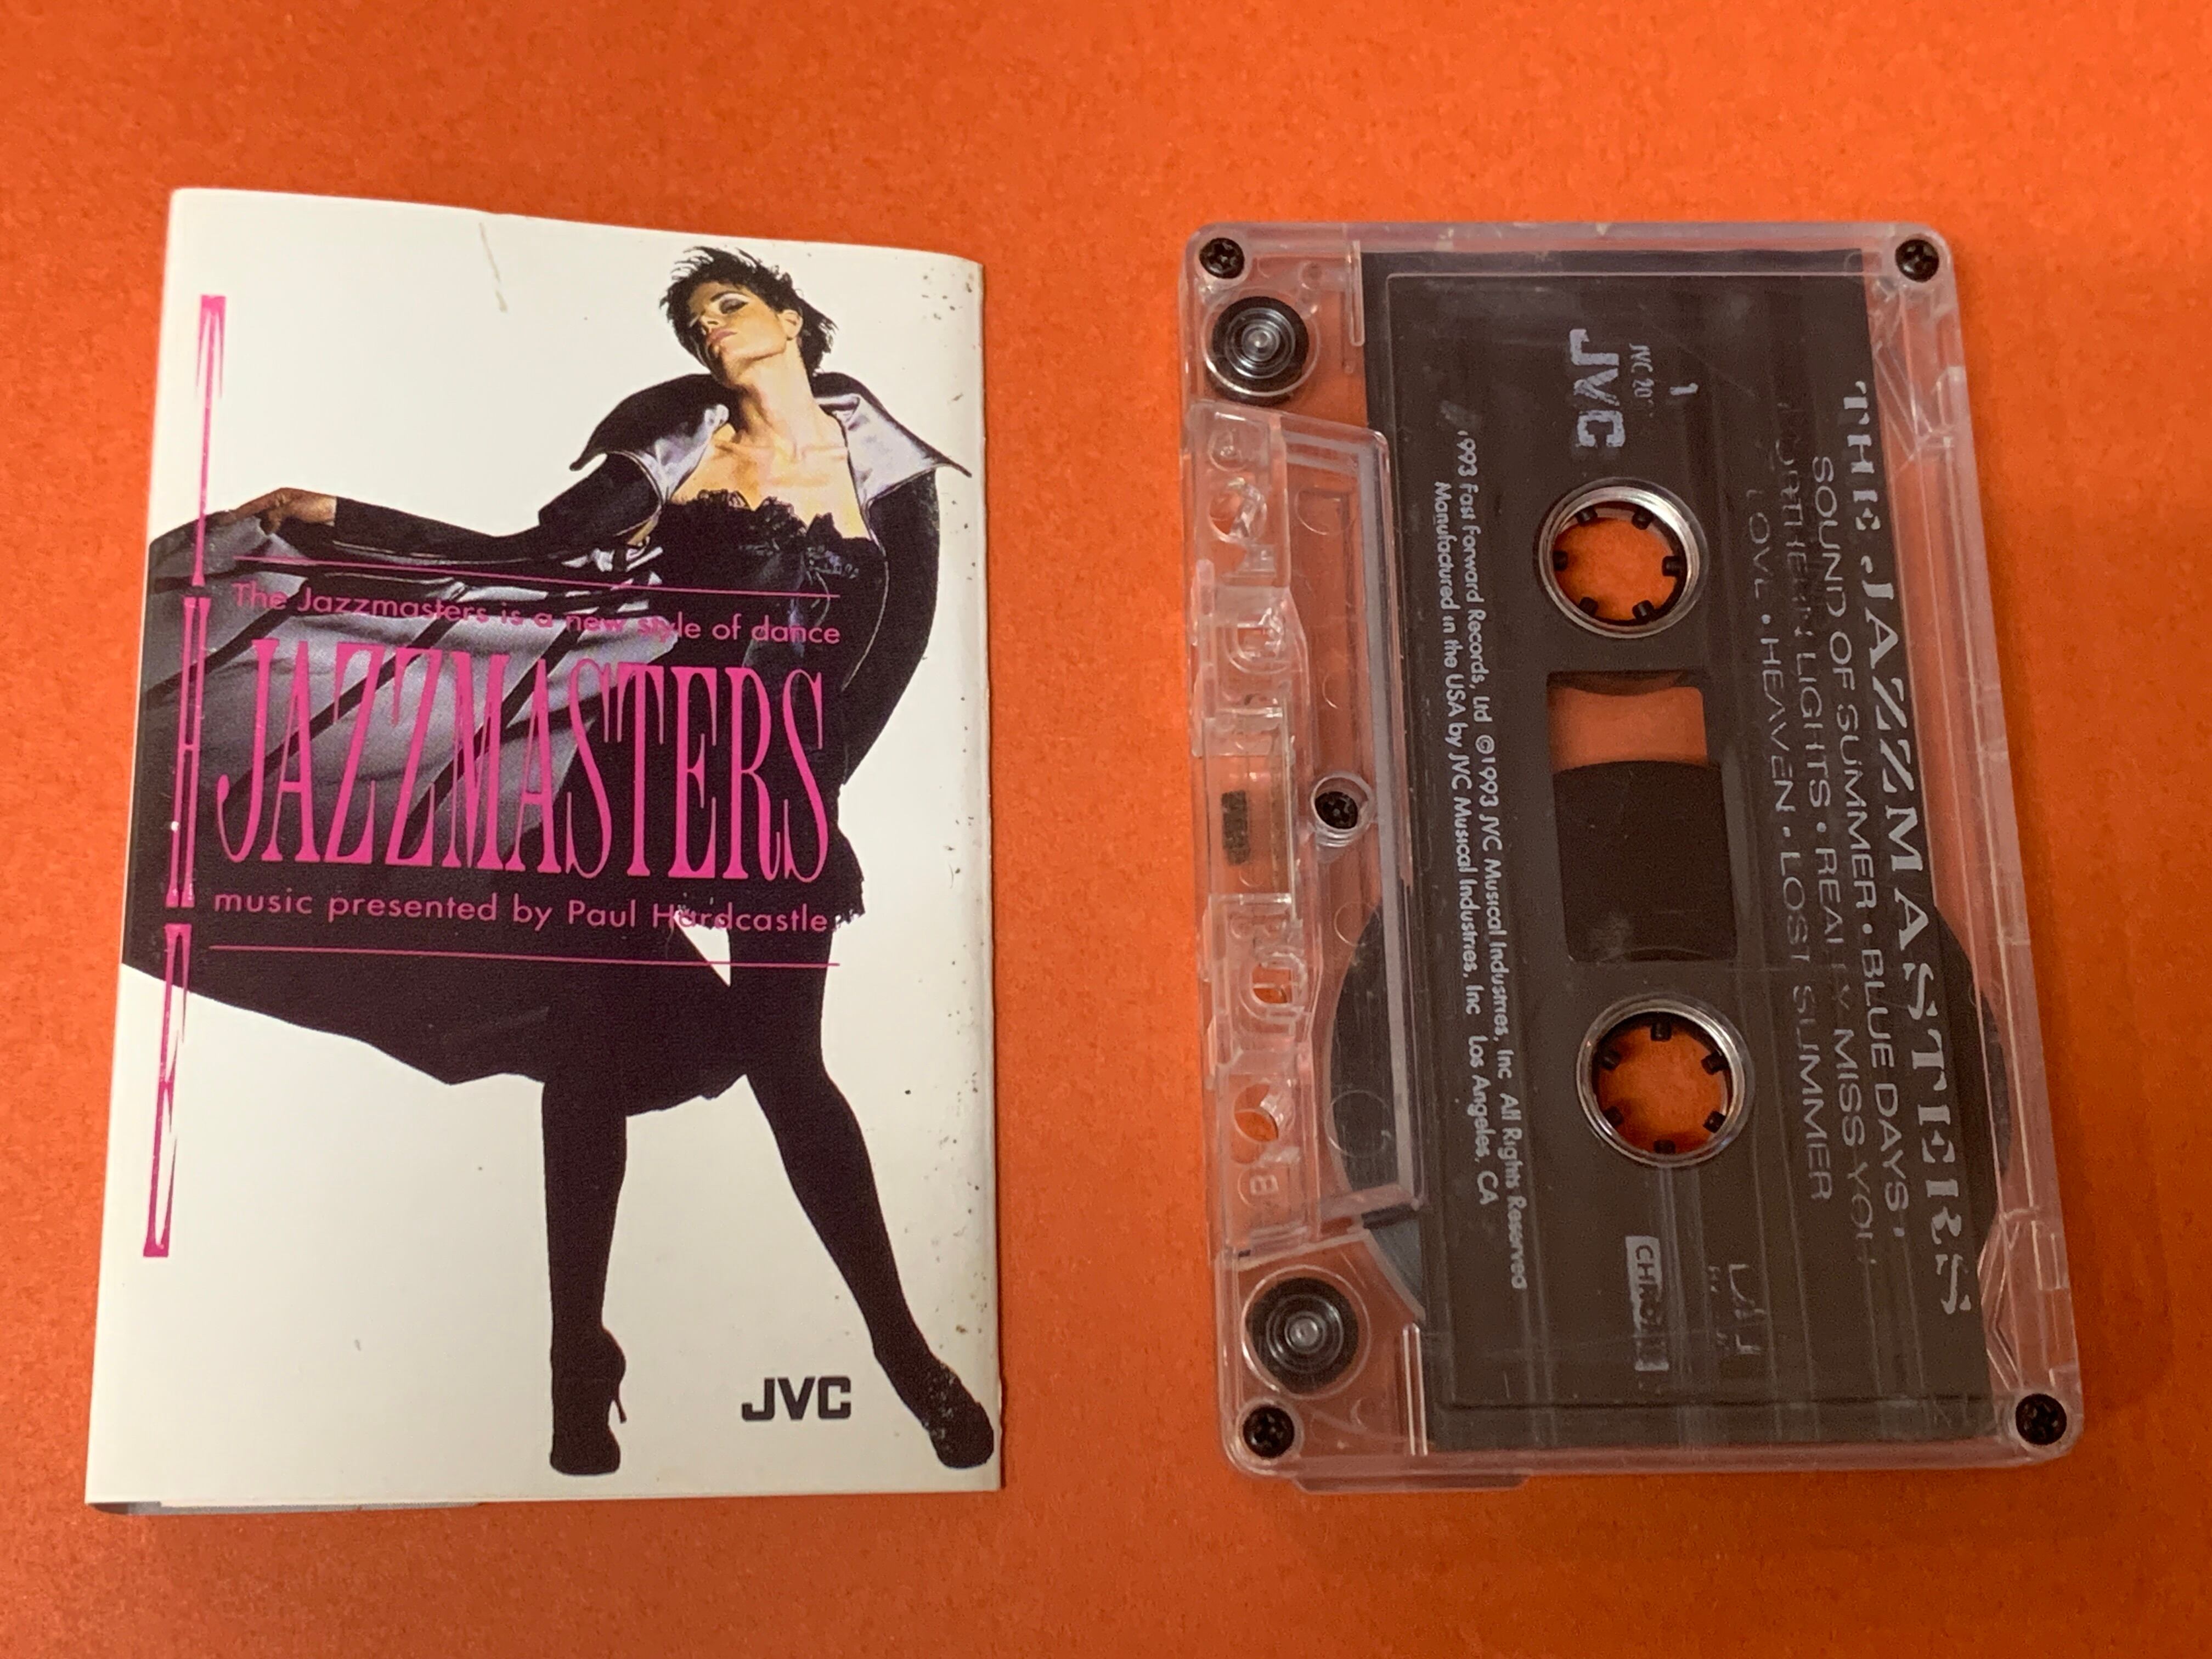 THE
The Jazzmasters is a new style of dance
JAZZMASTERS
music presented by Paul Hardcastle
JVC
THE JAZZMASTERS
SOUND OF SUMMER • BLUE DAYS •
LIGHTS • REALLY MISS YOU
LOVE • HEAVEN • LOST SUMMER
1
JVC
1993 Fast Forward Records, Ltd ©1993 JVC Musical Industries, Inc All Rights Reserved
Manufactured in the USA by JVC Musical Industries, Inc Los Angeles, CA